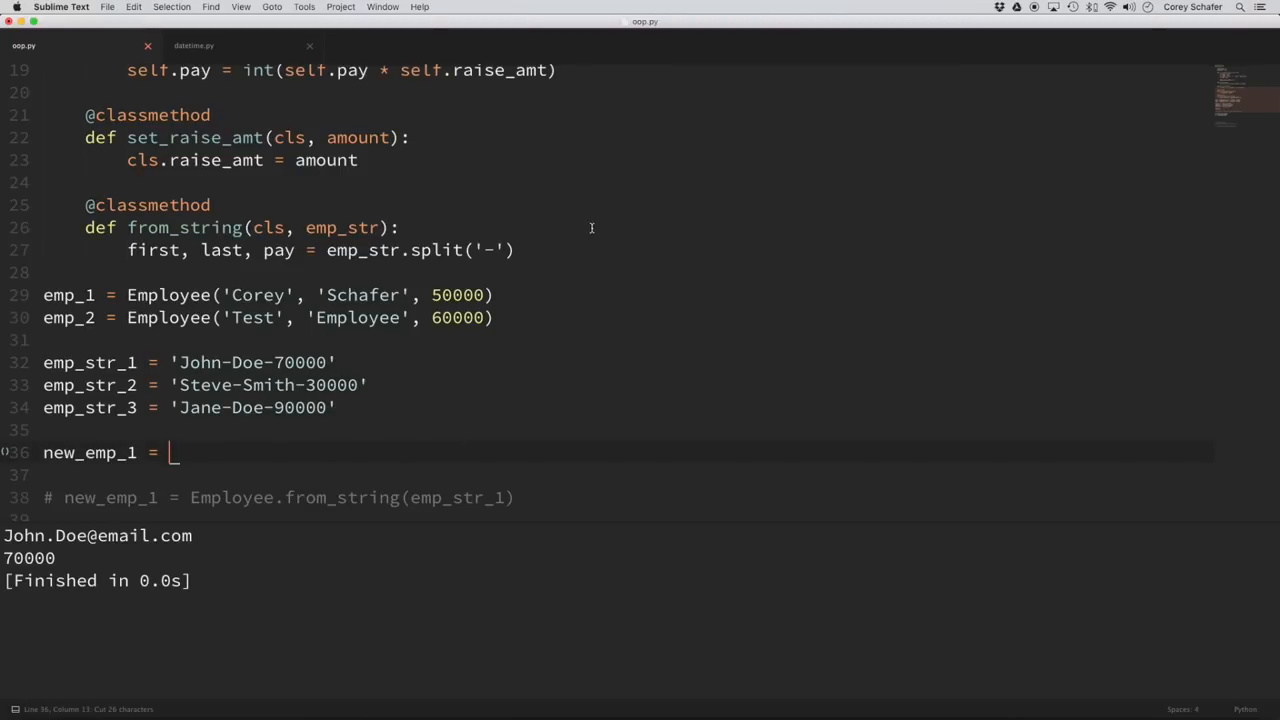 Sublime Text File Edit Selection Find View Goto Tools Project Window Help Corey Schafer
oop.py
oop.py datetime.py
19 self.pay = int(self.pay * self.raise_amt)
20
21 @classmethod
22 def set_raise_amt(cls, amount):
23 cls.raise_amt = amount
24
25 @classmethod
26 def from_string(cls, emp_str):
27 first, last, pay = emp_str.split('-')
28
29 emp_1 = Employee('Corey', 'Schafer', 50000)
30 emp_2 = Employee('Test', 'Employee', 60000)
31
32 emp_str_1 = 'John-Doe-70000'
33 emp_str_2 = 'Steve-Smith-30000'
34 emp_str_3 = 'Jane-Doe-90000'
35
36 new_emp_1 =
37
38 # new_emp_1 = Employee.from_string(emp_str_1)
39
John.Doe@email.com
70000
[Finished in 0.0s]
Line 36, Column 13: Cut 26 characters Spaces: 4 Python